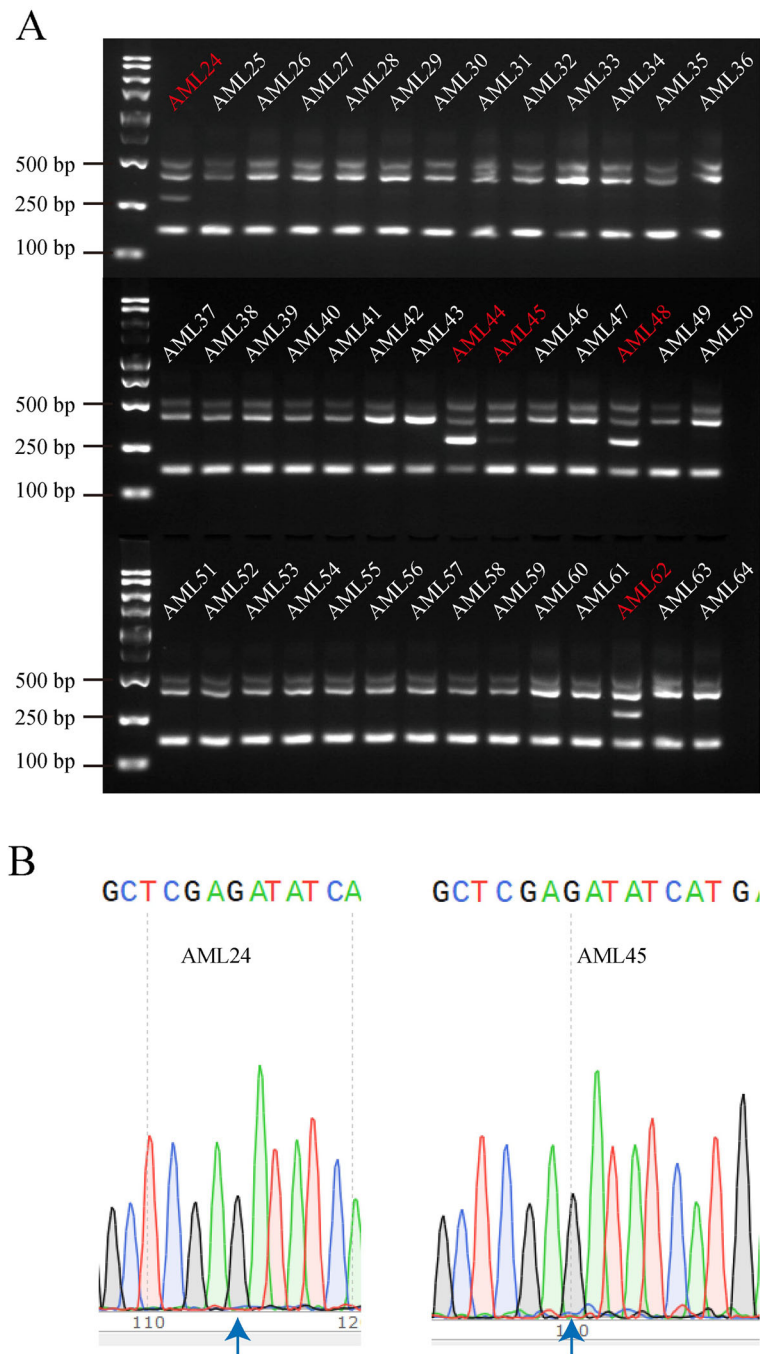 A
AML24 AML25 AML26 AML27 AML28 AML29 AML30 AML31 AML32 AML33 AML34 AML35 AML36
500 bp
250 bp
100 bp
AML37 AML38 AML39 AML40 AML41 AML42 AML43 AML44 AML45 AML46 AML47 AML48 AML49 AML50
500 bp
250 bp
100 bp
AML51 AML52 AML53 AML54 AML55 AML56 AML57 AML58 AML59 AML60 AML61 AML62 AML63 AML64
500 bp
250 bp
100 bp
B
GCTCGAGATATCA GCTCGAGATATCATGA
AML24 AML45
110 12